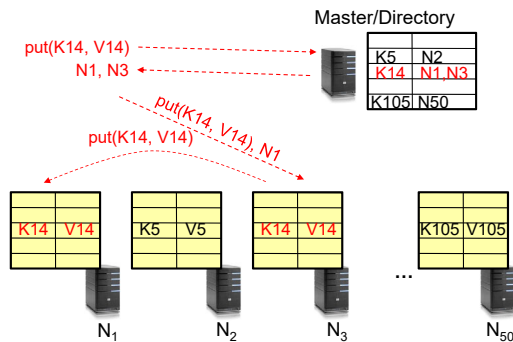 Master/Directory
put(K14, V14)
N1, N3
K5 N2
K14 N1,N3
K105 N50
put(K14, V14), N1
put(K14, V14)
K14 V14
K5 V5
K14 V14
K105 V105
...
N1
N2
N3
N50